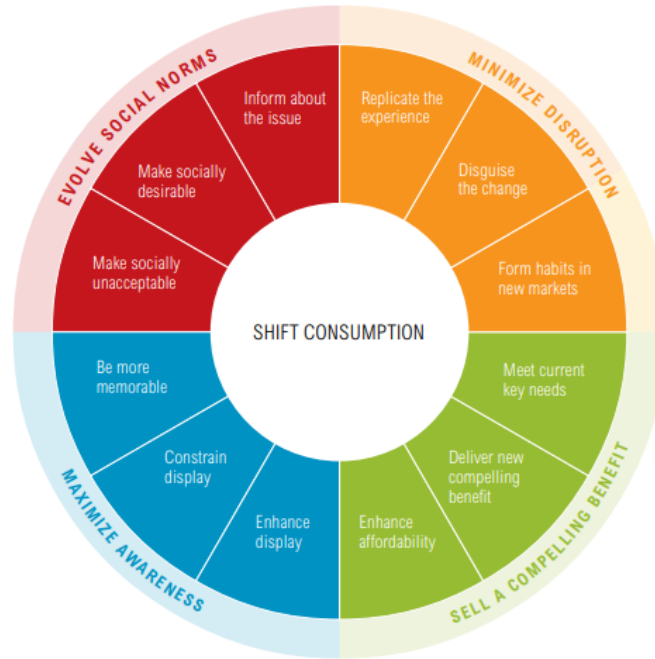 EVOLVE SOCIAL NORMS
MINIMIZE DISRUPTION
Inform about
the issue
Replicate the
experience
Make socially
desirable
Disguise
the change
Make socially
unacceptable
Form habits in
new markets
SHIFT CONSUMPTION
Be more
memorable
Meet current
key needs
Constrain
display
Deliver new
compelling
benefit
Enhance
display
Enhance
affordability
MAXIMIZE AWARENESS
SELL A COMPELLING BENEFIT